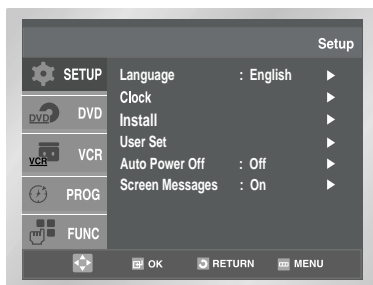 Setup
SETUP
Language : English ►
Clock ►
DVD DVD
Install ►
User Set ►
VCR VCR
Auto Power Off : Off ►
Screen Messages : On ►
PROG
FUNC
OK RETURN MENU